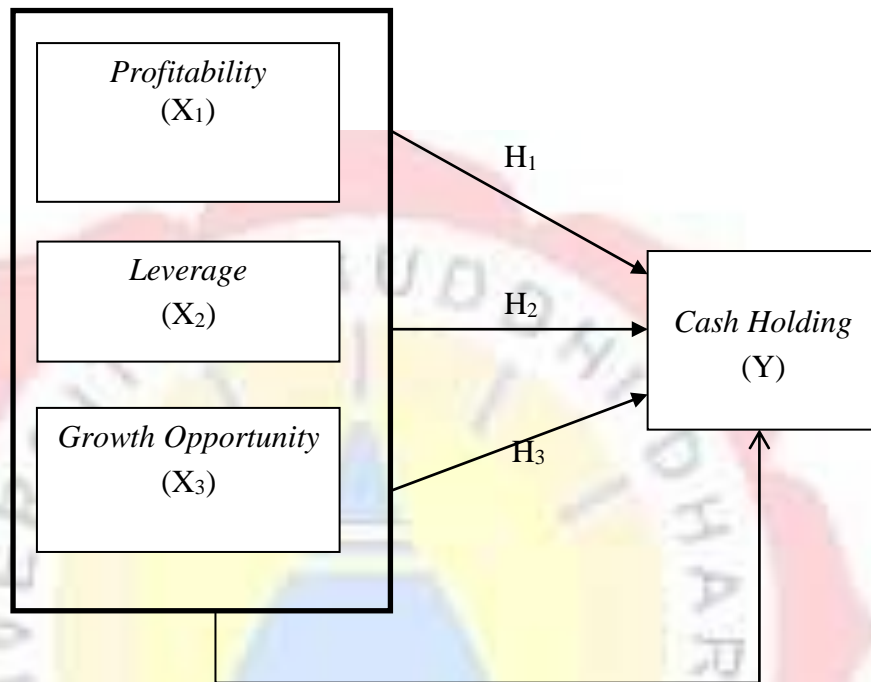 Profitability
(X₁)
H₁
Leverage
(X₂)
H₂
Cash Holding
(Y)
Growth Opportunity
(X₃)
H₃